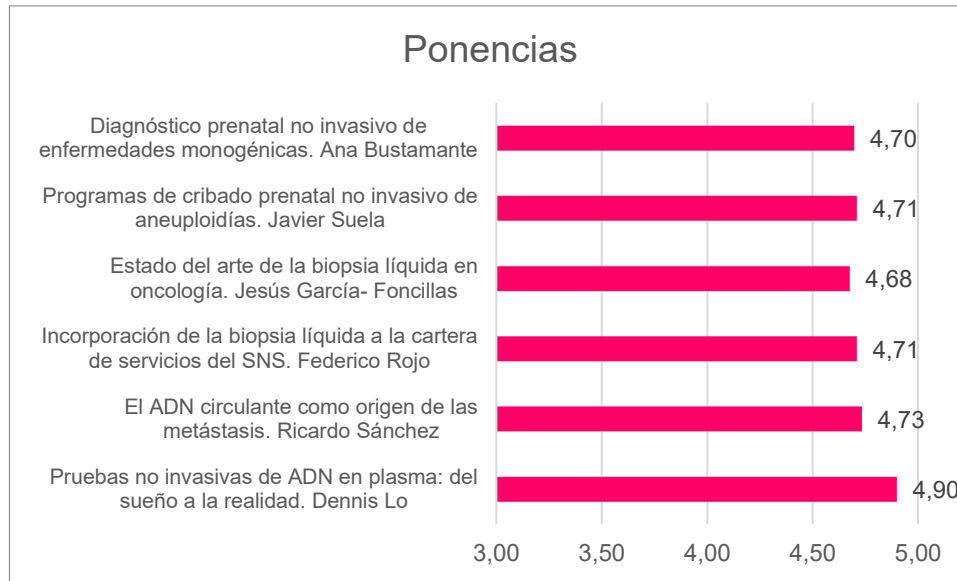 Ponencias
Diagnóstico prenatal no invasivo de
enfermedades monogénicas. Ana Bustamante
4,70
Programas de cribado prenatal no invasivo de
aneuploidías. Javier Suela
4,71
Estado del arte de la biopsia líquida en
oncología. Jesús García- Foncillas
4,68
Incorporación de la biopsia líquida a la cartera
de servicios del SNS. Federico Rojo
4,71
El ADN circulante como origen de las
metástasis. Ricardo Sánchez
4,73
Pruebas no invasivas de ADN en plasma: del
sueño a la realidad. Dennis Lo
4,90
3,00 3,50 4,00 4,50 5,00